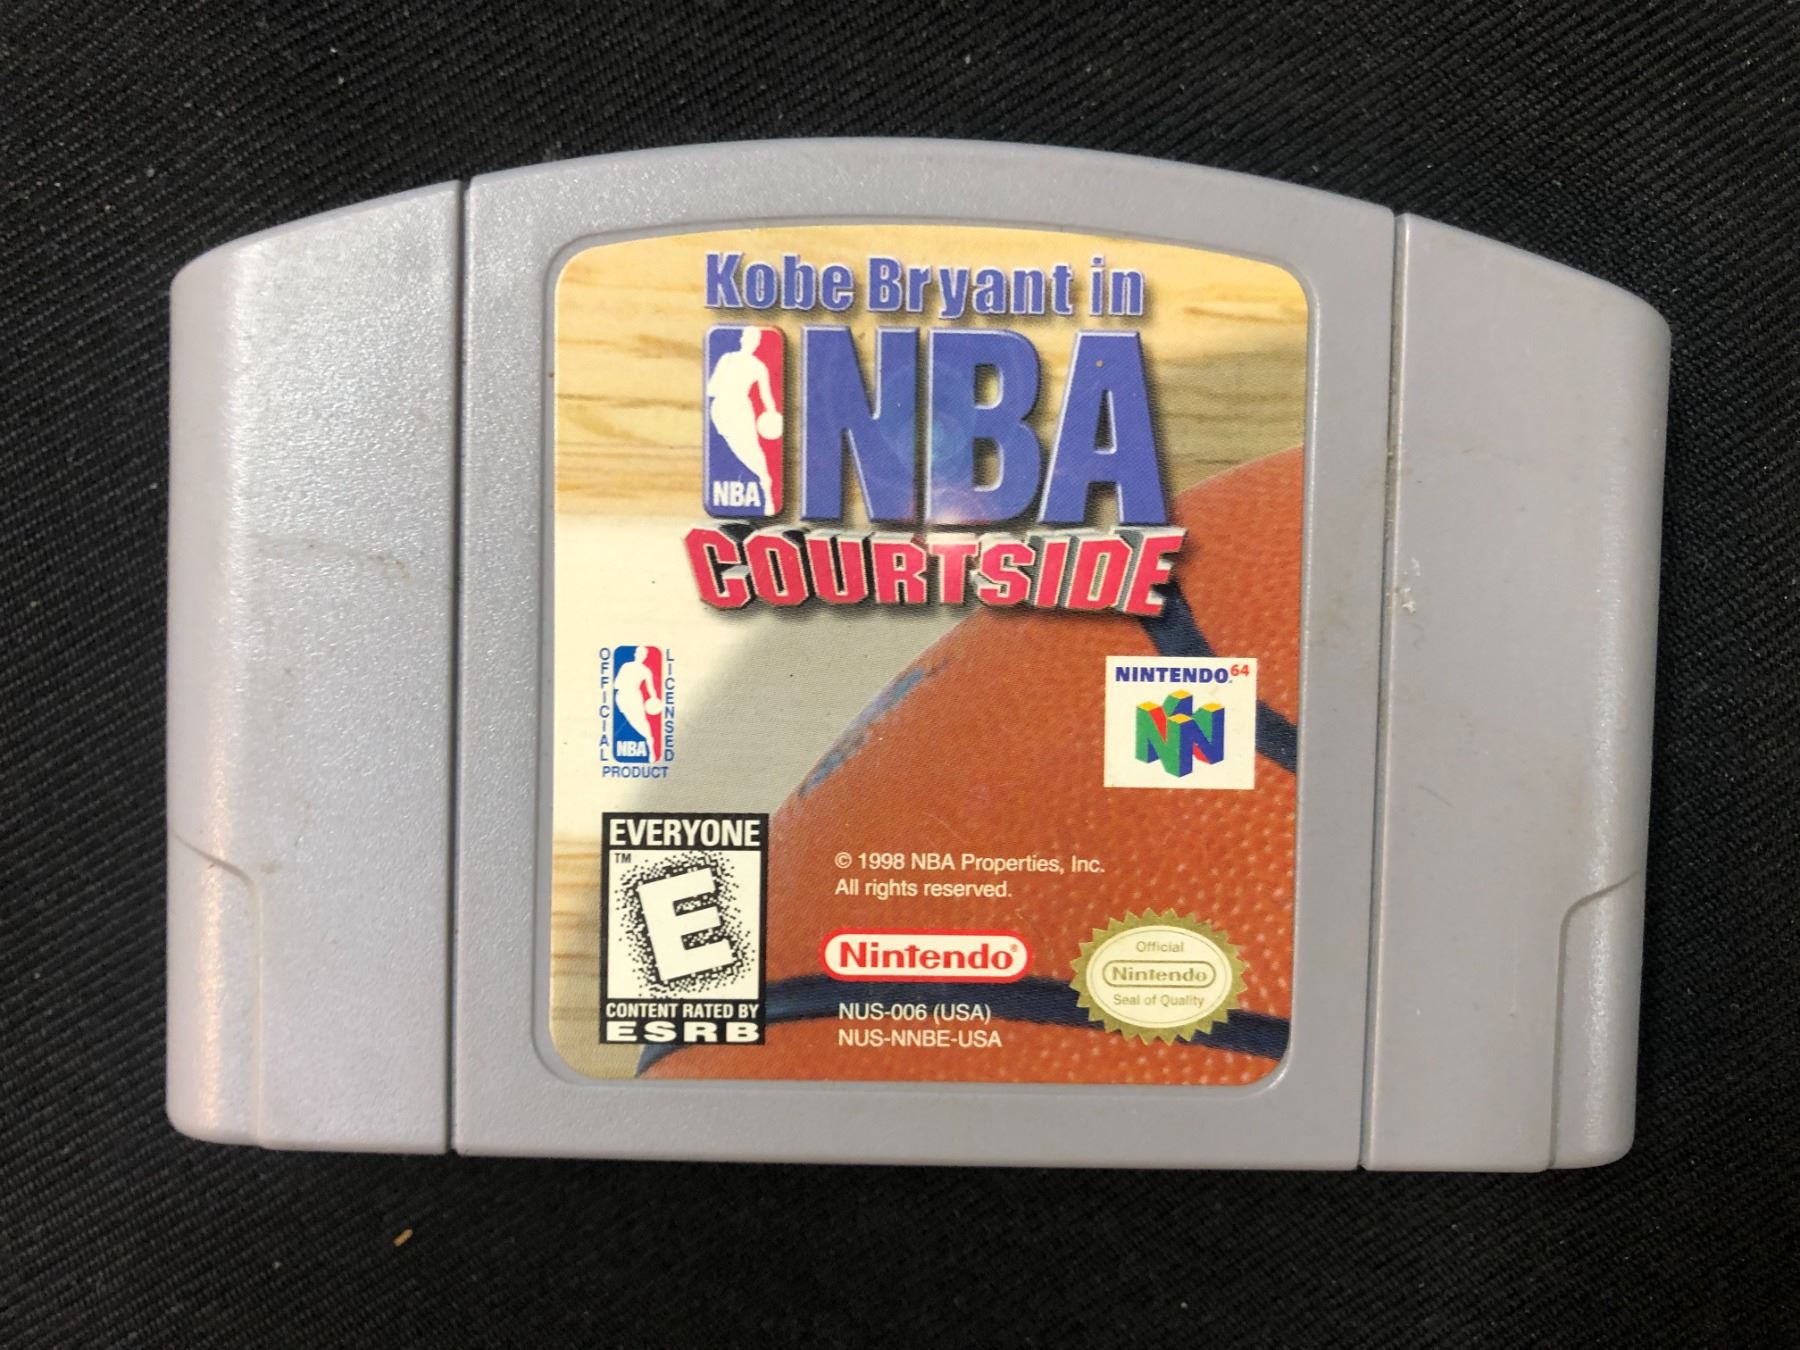 Kobe Bryant in
NBA
NBA
COURTSIDE
OFFICIAL
LICENSED
NBA
PRODUCT
NINTENDO64
EVERYONE
TM
E
CONTENT RATED BY
ESRB
© 1998 NBA Properties, Inc.
All rights reserved.
Nintendo®
NUS-006 (USA)
NUS-NNBE-USA
Official
Nintendo
Seal of Quality